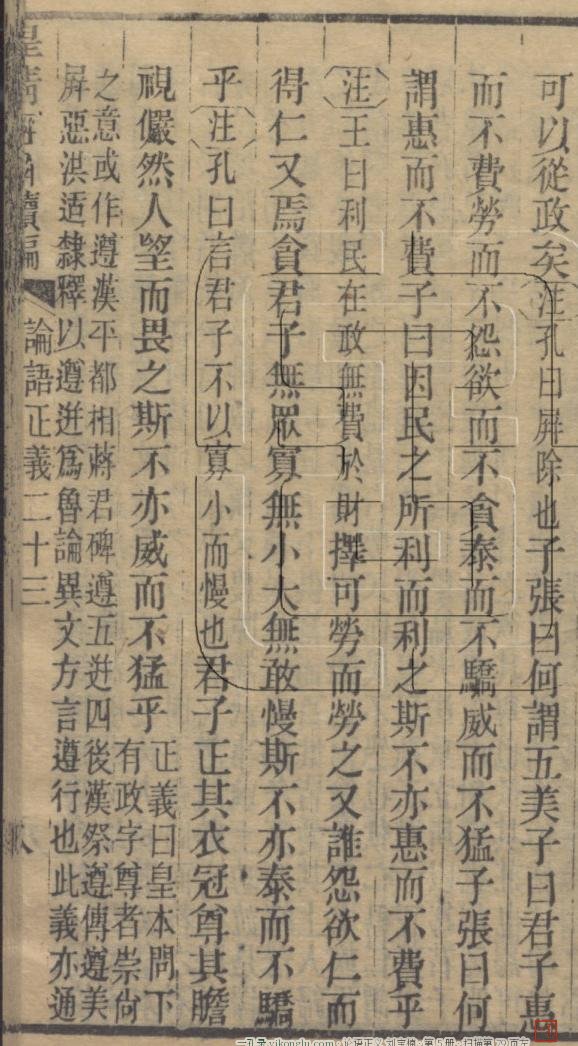 可以從政矣注孔曰屏除也子張曰何謂五美子曰君子惠
而不費勞而不怨欲而不貪泰而不驕威而不猛子張曰何
謂惠而不費子曰因民之所利而利之斯不亦惠而不費乎
注王曰利民在政無費於財擇可勞而勞之又誰怨欲仁而
得仁又焉貪君子無眾寡無小大無敢慢斯不亦泰而不驕
乎注孔曰言君子不以寡小而慢也君子正其衣冠尊其瞻
視儼然人望而畏之斯不亦威而不猛乎
正義曰皇本問下
有政字尊者崇尙
之意或作遵漢平都相蔣君碑遵五迸四後漢祭遵傳遵美
屏惡洪适隸釋以遵迸爲魯論異文方言遵行也此義亦通
皇清經解續編
論語正義二十三
八